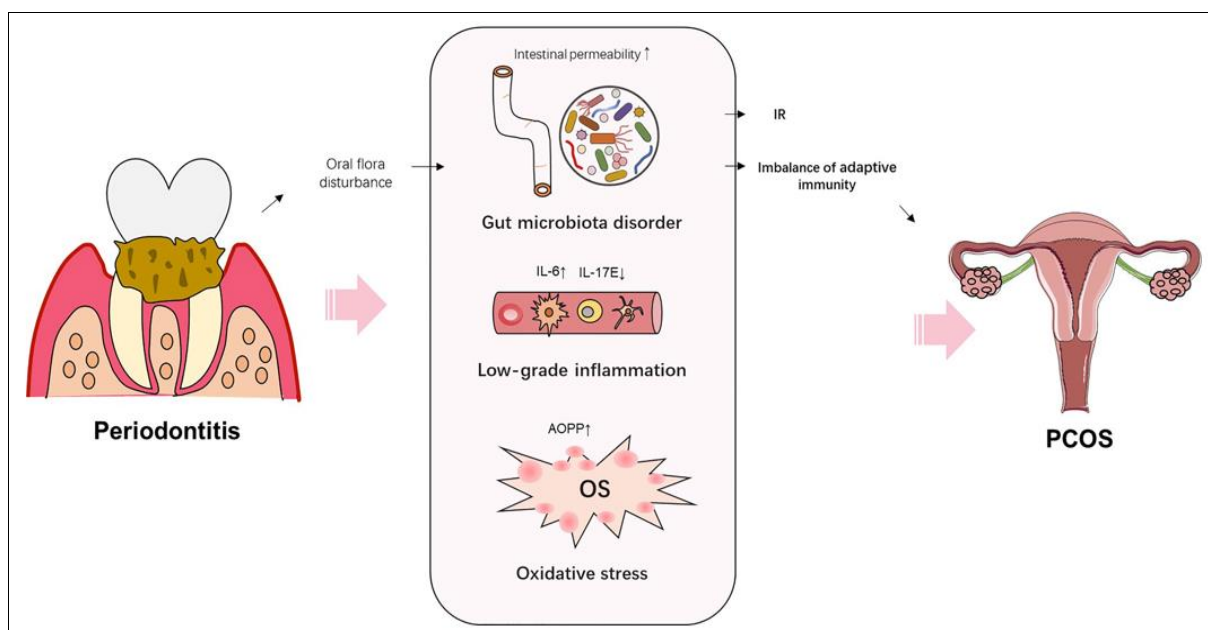 Intestinal permeability ↑
Oral flora
disturbance
Gut microbiota disorder
IR
Imbalance of adaptive
immunity
IL-6↑ IL-17E↓
Low-grade inflammation
AOPP↑
OS
Oxidative stress
Periodontitis
PCOS